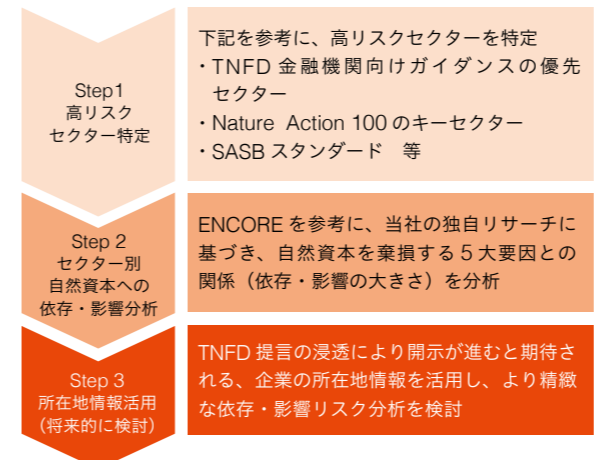 Step1
高リスク
セクター特定
下記を参考に、高リスクセクターを特定
・TNFD 金融機関向けガイダンスの優先
セクター
・Nature Action 100 のキーセクター
・SASB スタンダード 等
Step 2
セクター別
自然資本への
依存・影響分析
ENCORE を参考に、当社の独自リサーチに
基づき、自然資本を棄損する 5 大要因との
関係（依存・影響の大きさ）を分析
Step 3
所在地情報活用
（将来的に検討）
TNFD 提言の浸透により開示が進むと期待さ
れる、企業の所在地情報を活用し、より精緻
な依存・影響リスク分析を検討